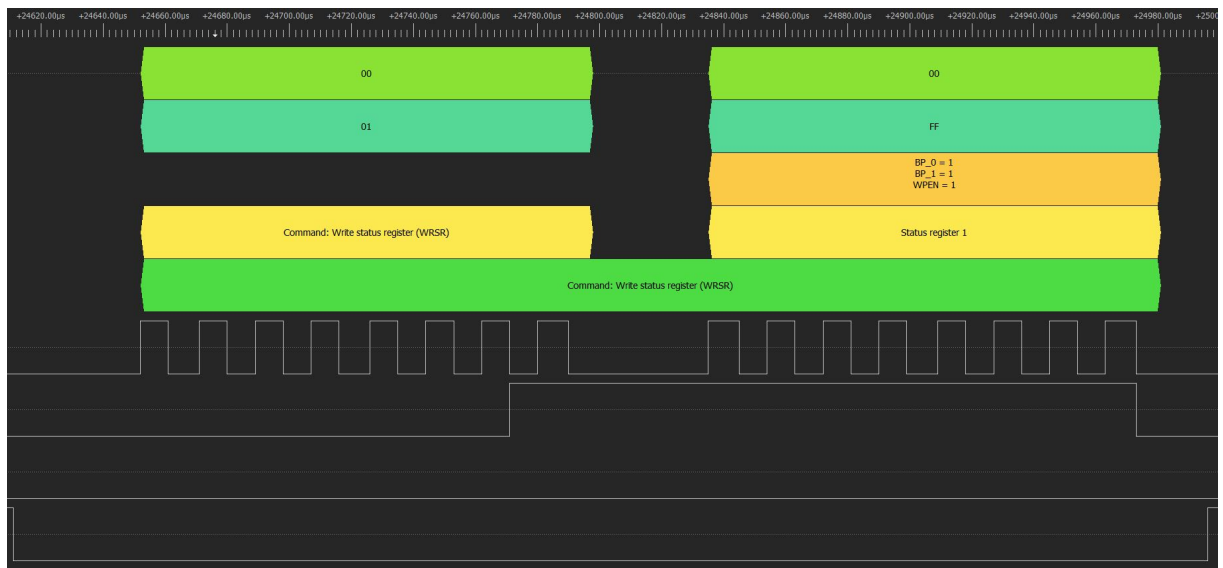 +24620.00µs +24640.00µs +24660.00µs +24680.00µs +24700.00µs +24720.00µs +24740.00µs +24760.00µs +24780.00µs +24800.00µs +24820.00µs +24840.00µs +24860.00µs +24880.00µs +24900.00µs +24920.00µs +24940.00µs +24960.00µs +24980.00µs +2500
00 00
01 FF
BP_0 = 1
BP_1 = 1
WPEN = 1
Command: Write status register (WRSR) Status register 1
Command: Write status register (WRSR)